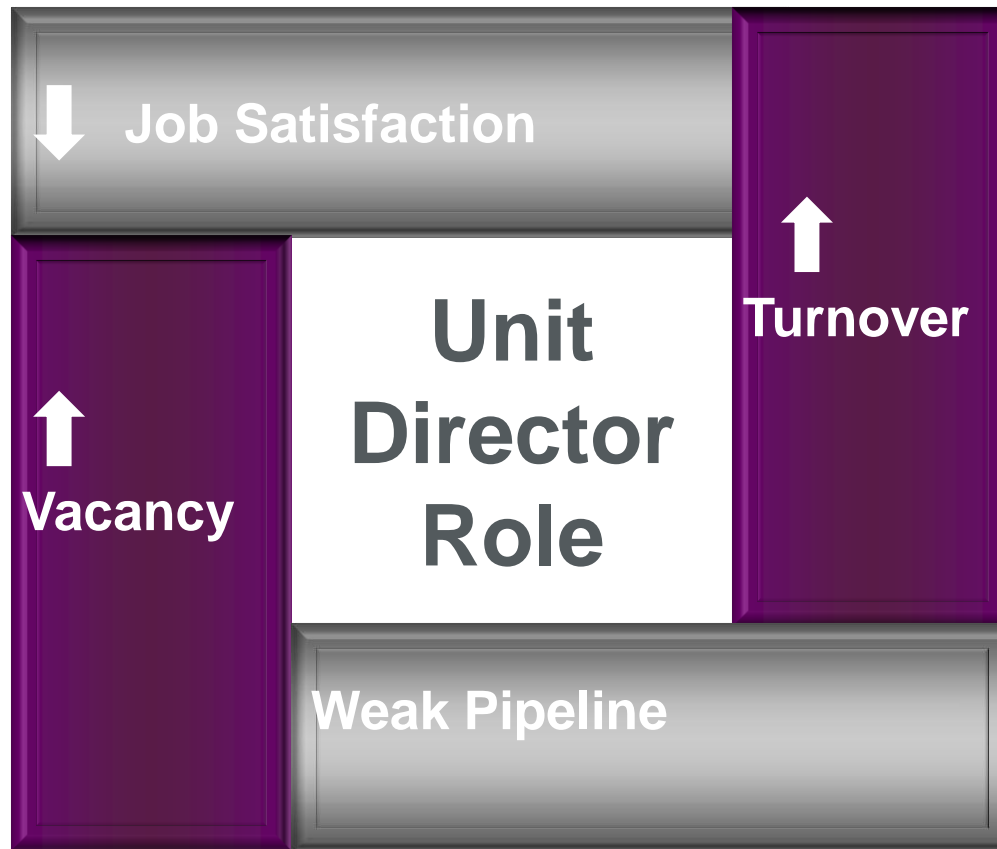 Job Satisfaction
Turnover
Unit
Director
Role
Vacancy
Weak Pipeline